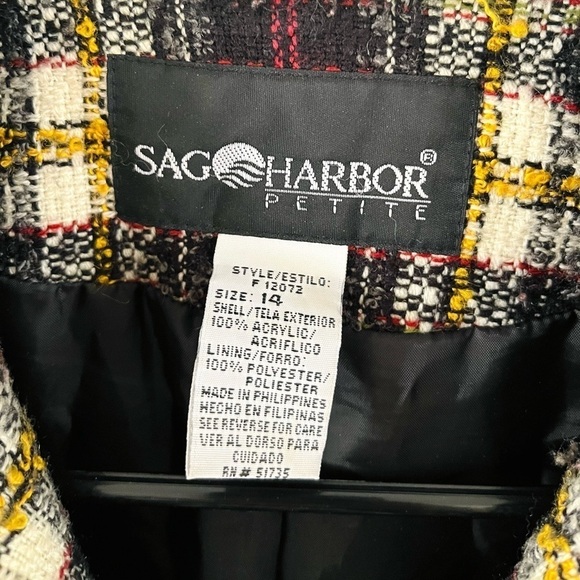 SAG HARBOR ®
PETITE
STYLE/ESTILO:
F 12072
SIZE: 14
SHELL/TELA EXTERIOR
100% ACRYLIC/
ACRIFLICO
LINING/FORRO:
100% POLYESTER/
POLIESTER
MADE IN PHILIPPINES
HECHO EN FILIPINAS
SEE REVERSE FOR CARE
VER AL DORSO PARA
CUIDADO
RN# 51735